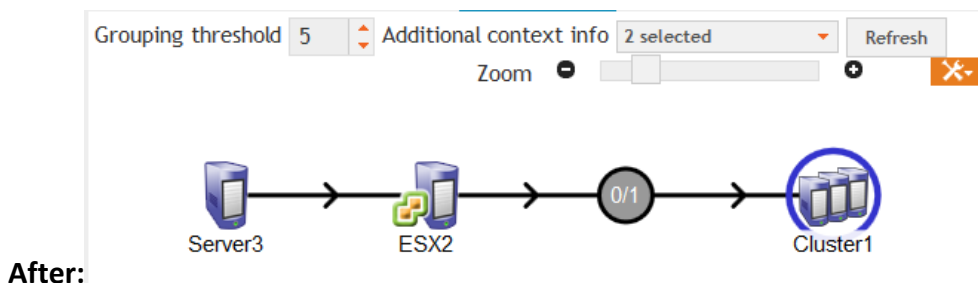 Grouping threshold 5 Additional context info 2 selected Refresh
Zoom
0/1
Server3 ESX2 Cluster1
After: